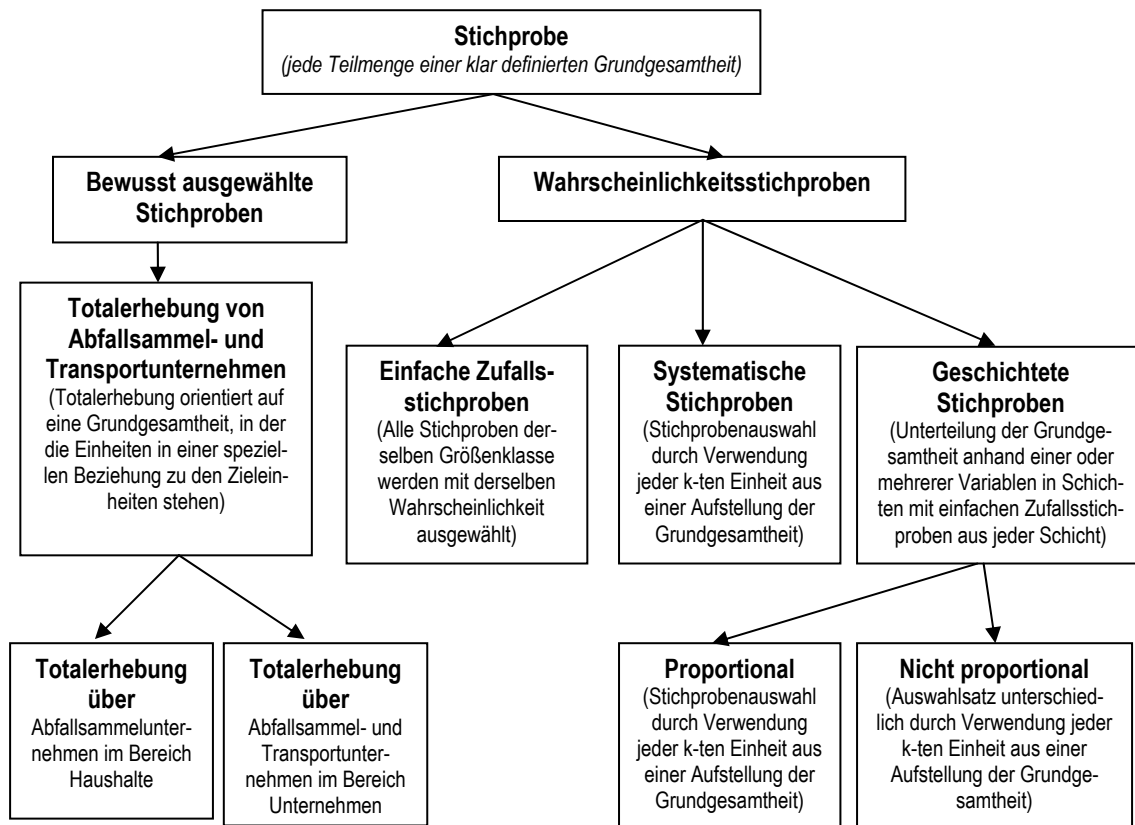 Stichprobe
(jede Teilmenge einer klar definierten Grundgesamtheit)
Bewusst ausgewählte
Stichproben
Wahrscheinlichkeitsstichproben
Totalerhebung von
Abfallsammel- und
Transportunternehmen
(Totalerhebung orientiert auf
eine Grundgesamtheit, in der
die Einheiten in einer speziel-
len Beziehung zu den Zielein-
heiten stehen)
Einfache Zufalls-
stichproben
(Alle Stichproben der-
selben Größenklasse
werden mit derselben
Wahrscheinlichkeit
ausgewählt)
Systematische
Stichproben
(Stichprobenauswahl
durch Verwendung
jeder k-ten Einheit aus
einer Aufstellung der
Grundgesamtheit)
Geschichtete
Stichproben
(Unterteilung der Grundge-
samtheit anhand einer oder
mehrerer Variablen in Schich-
ten mit einfachen Zufallsstich-
proben aus jeder Schicht)
Totalerhebung
über
Abfallsammelunter-
nehmen im Bereich
Haushalte
Totalerhebung
über
Abfallsammel- und
Transportunter-
nehmen im Bereich
Unternehmen
Proportional
(Stichprobenauswahl
durch Verwendung
jeder k-ten Einheit aus
einer Aufstellung der
Grundgesamtheit)
Nicht proportional
(Auswahlsatz unterschied-
lich durch Verwendung jeder
k-ten Einheit aus einer
Aufstellung der Grundge-
samtheit)